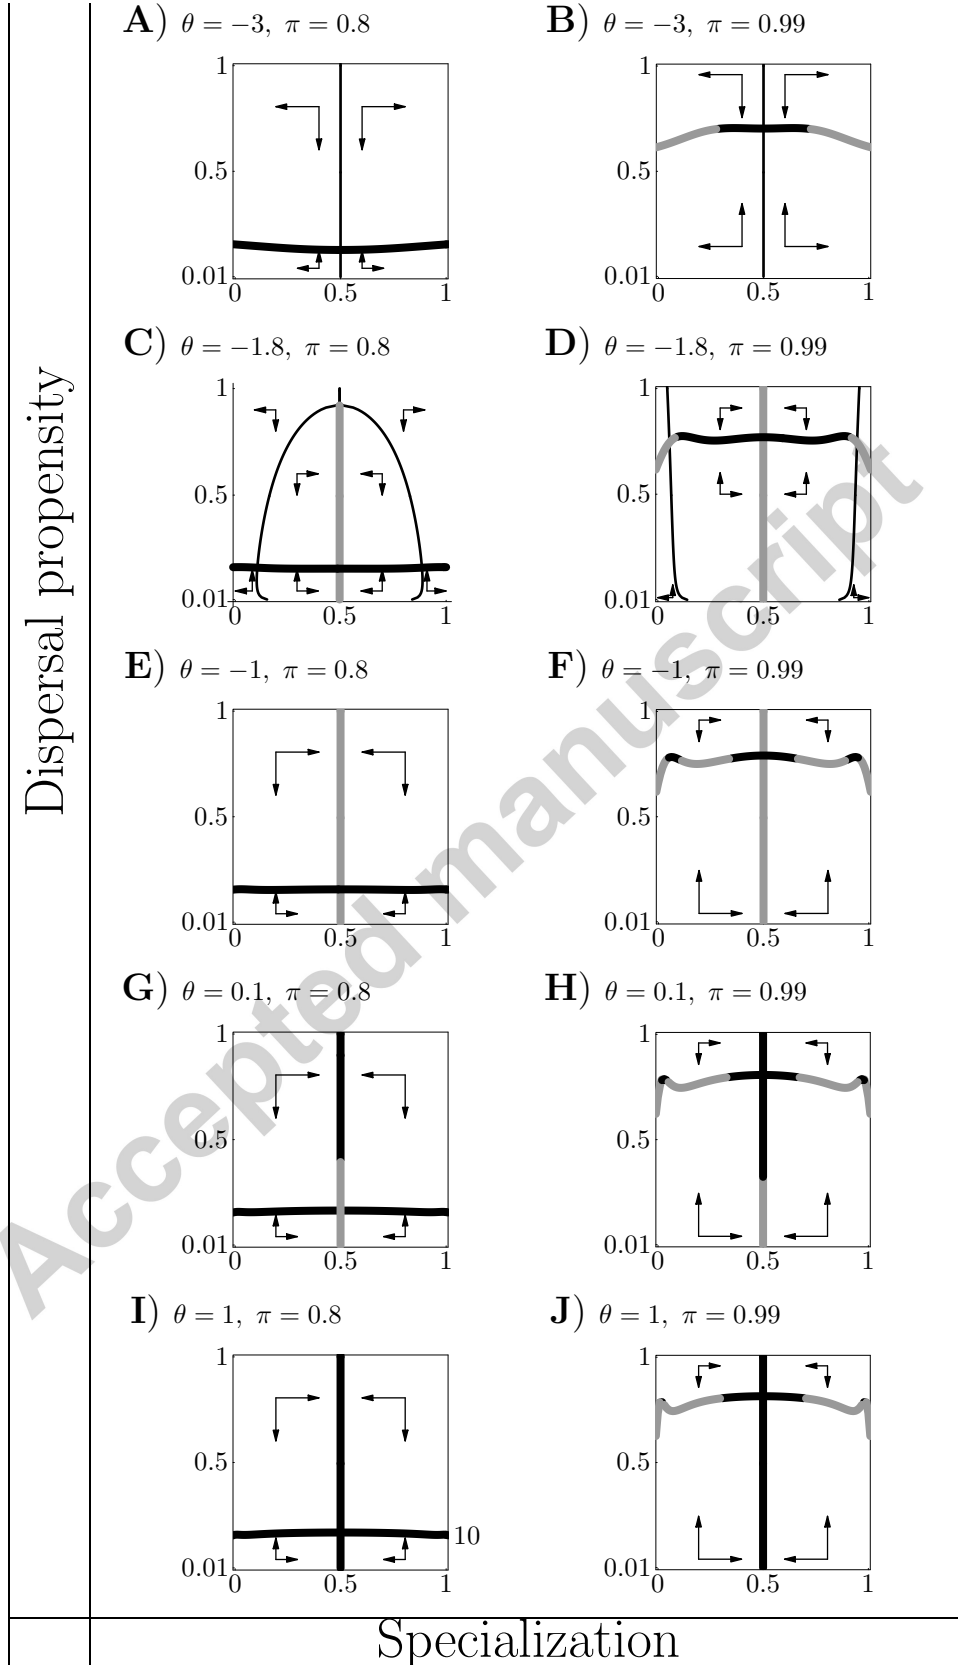 A) θ = −3, π = 0.8
B) θ = −3, π = 0.99
1
0.5
0.01
0 0.5 1
1
0.5
0.01
0 0.5 1
C) θ = −1.8, π = 0.8
D) θ = −1.8, π = 0.99
1
0.5
0.01
0 0.5 1
1
0.5
0.01
0 0.5 1
E) θ = −1, π = 0.8
F) θ = −1, π = 0.99
1
0.5
0.01
0 0.5 1
1
0.5
0.01
0 0.5 1
G) θ = 0.1, π = 0.8
H) θ = 0.1, π = 0.99
1
0.5
0.01
0 0.5 1
1
0.5
0.01
0 0.5 1
I) θ = 1, π = 0.8
J) θ = 1, π = 0.99
1
0.5
0.01
0 0.5 1
10
1
0.5
0.01
0 0.5 1
Dispersal propensity
Specialization
Accepted manuscript